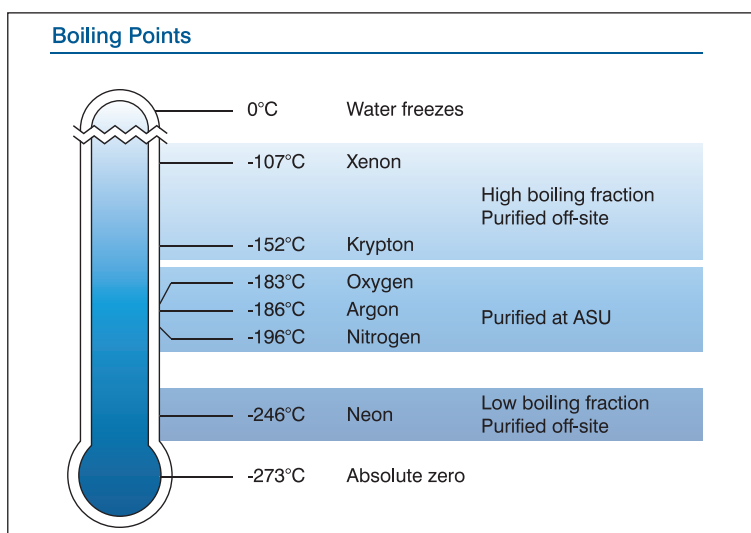 Boiling Points
0°C Water freezes
-107°C Xenon
High boiling fraction
Purified off-site
-152°C Krypton
-183°C Oxygen
-186°C Argon
Purified at ASU
-196°C Nitrogen
-246°C Neon
Low boiling fraction
Purified off-site
-273°C Absolute zero